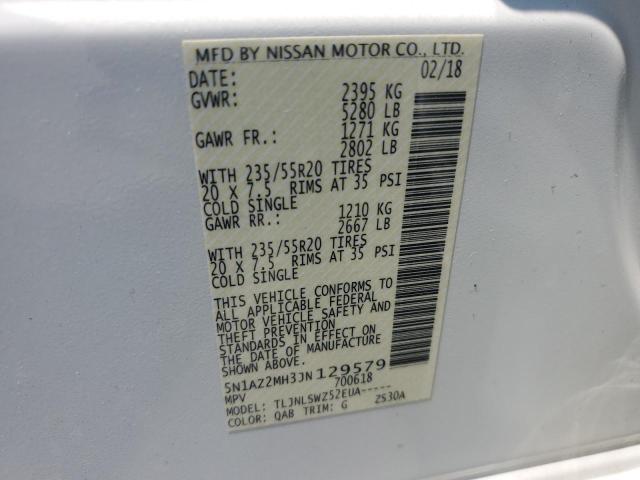 MFD BY NISSAN MOTOR CO., LTD.
DATE: 02/18
GVWR: 2395 KG
5280 LB
GAWR FR.: 1271 KG
2802 LB
WITH 235/55R20 TIRES
20 X 7.5 RIMS AT 35 PSI
COLD SINGLE
GAWR RR.: 1210 KG
2667 LB
WITH 235/55R20 TIRES
20 X 7.5 RIMS AT 35 PSI
COLD SINGLE
THIS VEHICLE CONFORMS TO
ALL APPLICABLE FEDERAL
MOTOR VEHICLE SAFETY AND
THEFT PREVENTION
STANDARDS IN EFFECT ON
THE DATE OF MANUFACTURE
SHOWN ABOVE.
5N1AZ2MH3JN129579
MPV 700618
MODEL: TLJNLSWZ52EUA-----
COLOR: QAB TRIM: G ZS30A